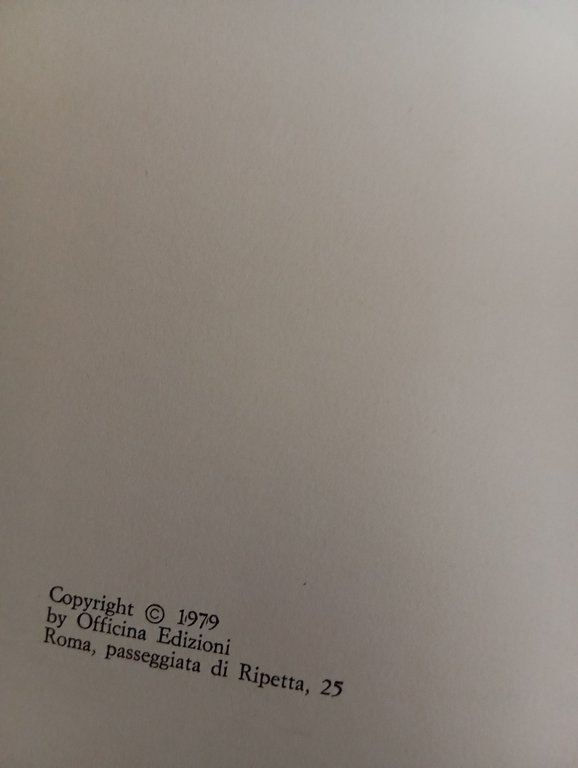 Copyright © 1979
by Officina Edizioni
Roma, passeggiata di Ripetta, 25